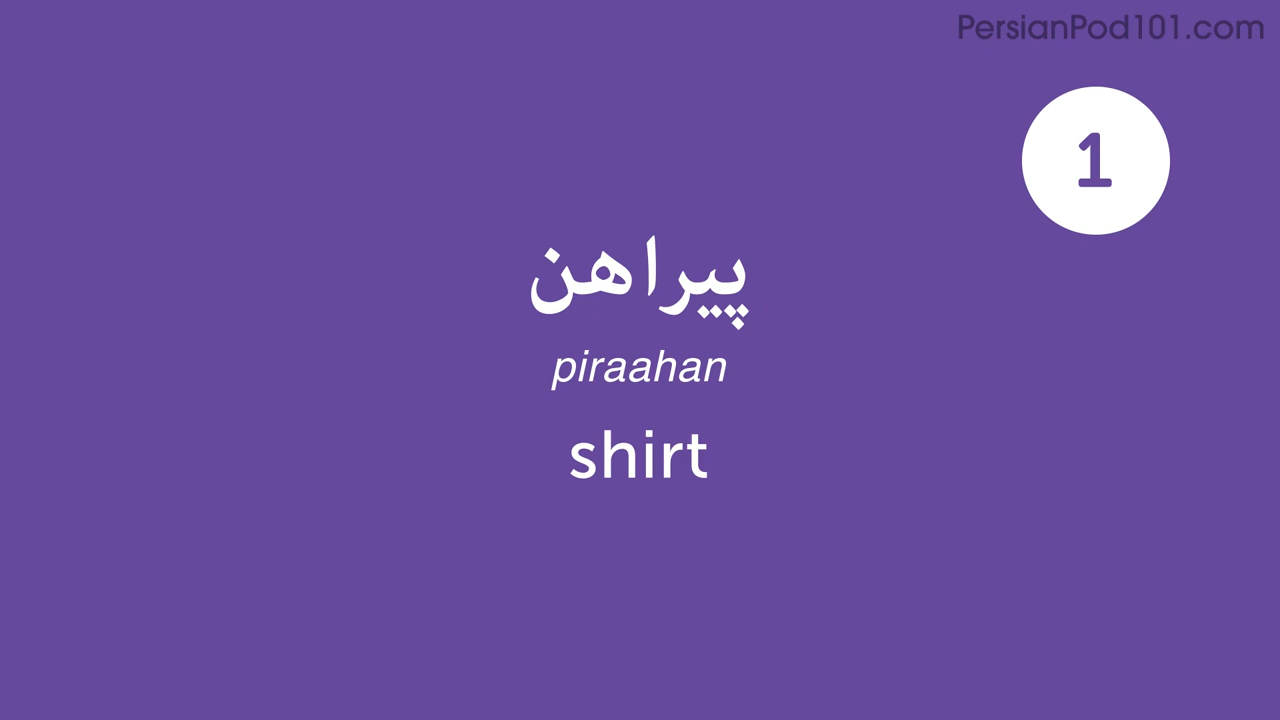 PersianPod101.com
1
پیراهن
piraahan
shirt